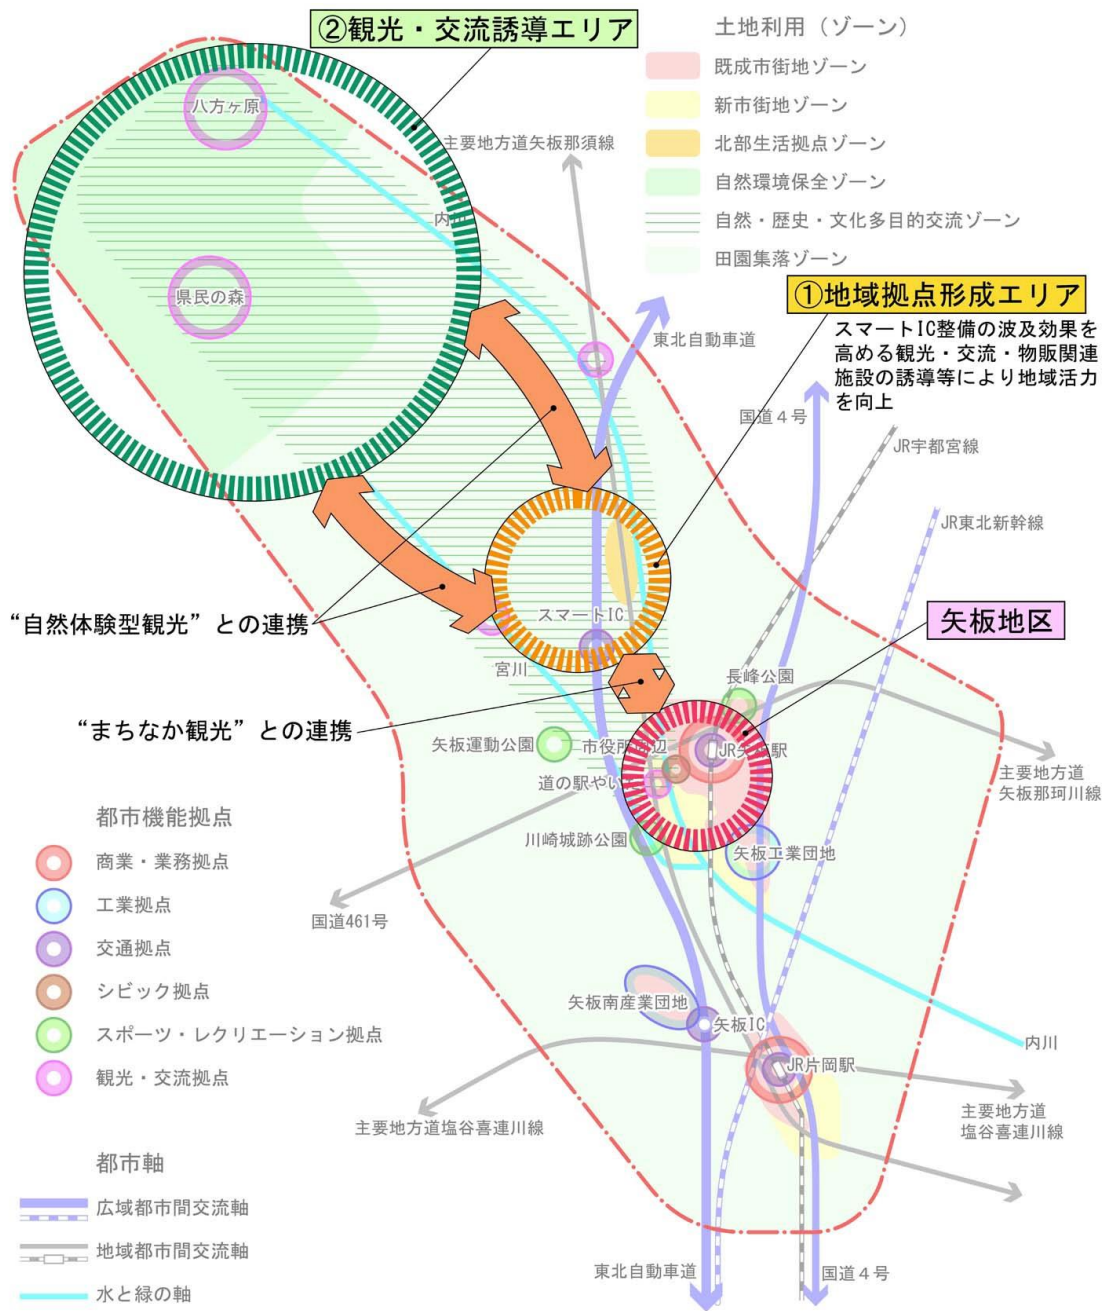 ②観光・交流誘導エリア
土地利用（ゾーン）
既成市街地ゾーン
新市街地ゾーン
北部生活拠点ゾーン
自然環境保全ゾーン
自然・歴史・文化多目的交流ゾーン
田園集落ゾーン
八方ヶ原
主要地方道矢板那須線
内川
県民の森
①地域拠点形成エリア
スマートIC整備の波及効果を
高める観光・交流・物販関連
施設の誘導等により地域活力
を向上
東北自動車道
国道４号
JR宇都宮線
JR東北新幹線
“自然体験型観光”との連携
スマートIC
宮川
矢板地区
長峰公園
“まちなか観光”との連携
矢板運動公園
市役所周辺
JR矢板駅
道の駅やいた
主要地方道
矢板那珂川線
川崎城跡公園
矢板工業団地
国道461号
都市機能拠点
商業・業務拠点
工業拠点
交通拠点
シビック拠点
スポーツ・レクリエーション拠点
観光・交流拠点
矢板南産業団地
矢板IC
内川
JR片岡駅
主要地方道塩谷喜連川線
主要地方道
塩谷喜連川線
都市軸
広域都市間交流軸
地域都市間交流軸
水と緑の軸
東北自動車道
国道４号